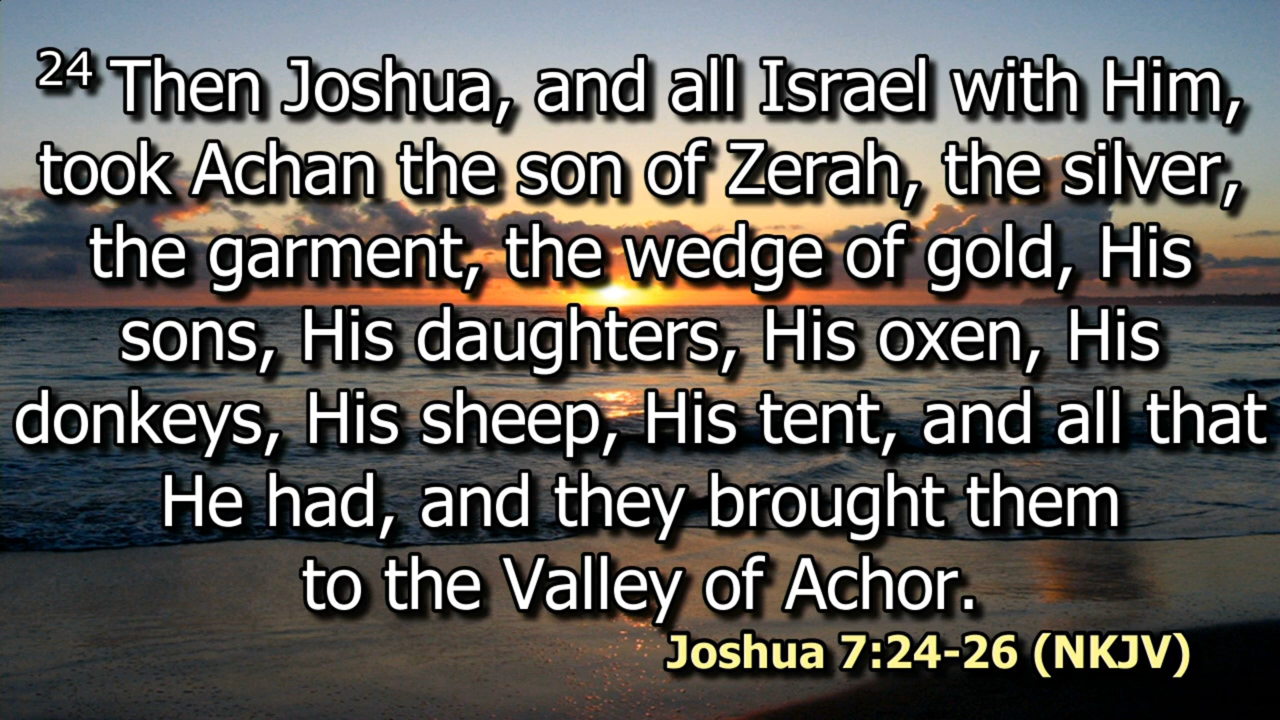 24 Then Joshua, and all Israel with Him,
took Achan the son of Zerah, the silver,
the garment, the wedge of gold, His
sons, His daughters, His oxen, His
donkeys, His sheep, His tent, and all that
He had, and they brought them
to the Valley of Achor.
Joshua 7:24-26 (NKJV)